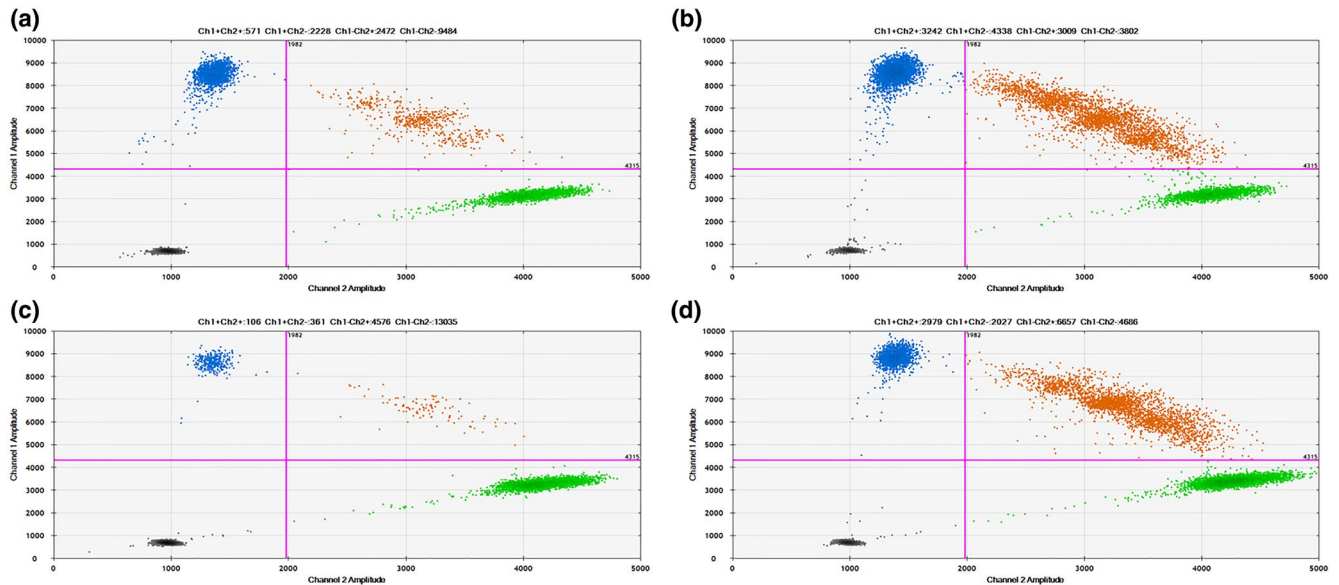 (a)
Ch1+Ch2+:571 Ch1+Ch2-:2228 Ch1-Ch2+:2472 Ch1-Ch2-:9484
1982
4315
10000
9000
8000
7000
6000
5000
4000
3000
2000
1000
0
Channel 1 Amplitude
0 1000 2000 3000 4000 5000
Channel 2 Amplitude
(b)
Ch1+Ch2+:3242 Ch1+Ch2-:4338 Ch1-Ch2+:3009 Ch1-Ch2-:3802
1982
4315
10000
9000
8000
7000
6000
5000
4000
3000
2000
1000
0
Channel 1 Amplitude
0 1000 2000 3000 4000 5000
Channel 2 Amplitude
(c)
Ch1+Ch2+:106 Ch1+Ch2-:361 Ch1-Ch2+:4576 Ch1-Ch2-:13035
1982
4315
10000
9000
8000
7000
6000
5000
4000
3000
2000
1000
0
Channel 1 Amplitude
0 1000 2000 3000 4000 5000
Channel 2 Amplitude
(d)
Ch1+Ch2+:2979 Ch1+Ch2-:2027 Ch1-Ch2+:6657 Ch1-Ch2-:4686
1982
4315
10000
9000
8000
7000
6000
5000
4000
3000
2000
1000
0
Channel 1 Amplitude
0 1000 2000 3000 4000 5000
Channel 2 Amplitude